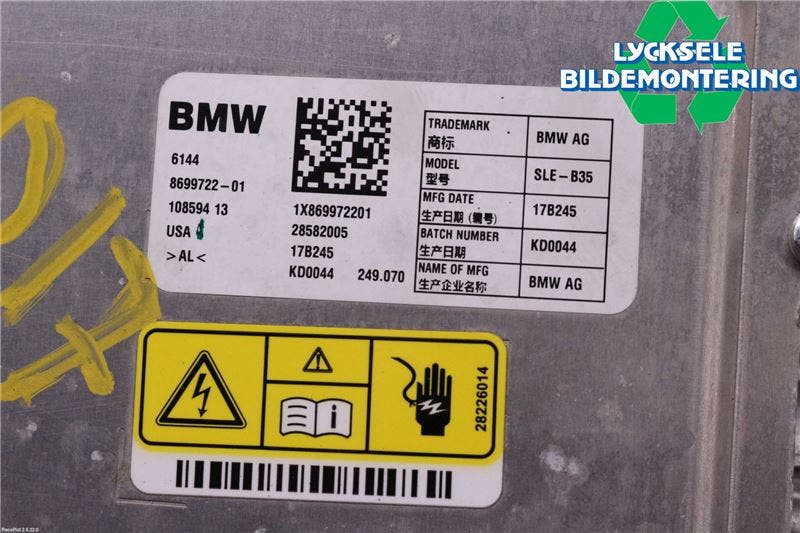 LYCKSELE
BILDEMONTERING
BMW
6144
8699722-01
108594 13
USA
>AL<
1X869972201
28582005
17B245
KD0044 249.070
TRADEMARK
商标
BMW AG
MODEL
型号
SLE-B35
MFG DATE
生产日期 (编号)
17B245
BATCH NUMBER
生产日期
KD0044
NAME OF MFG
生产企业名称
BMW AG
i
28226014